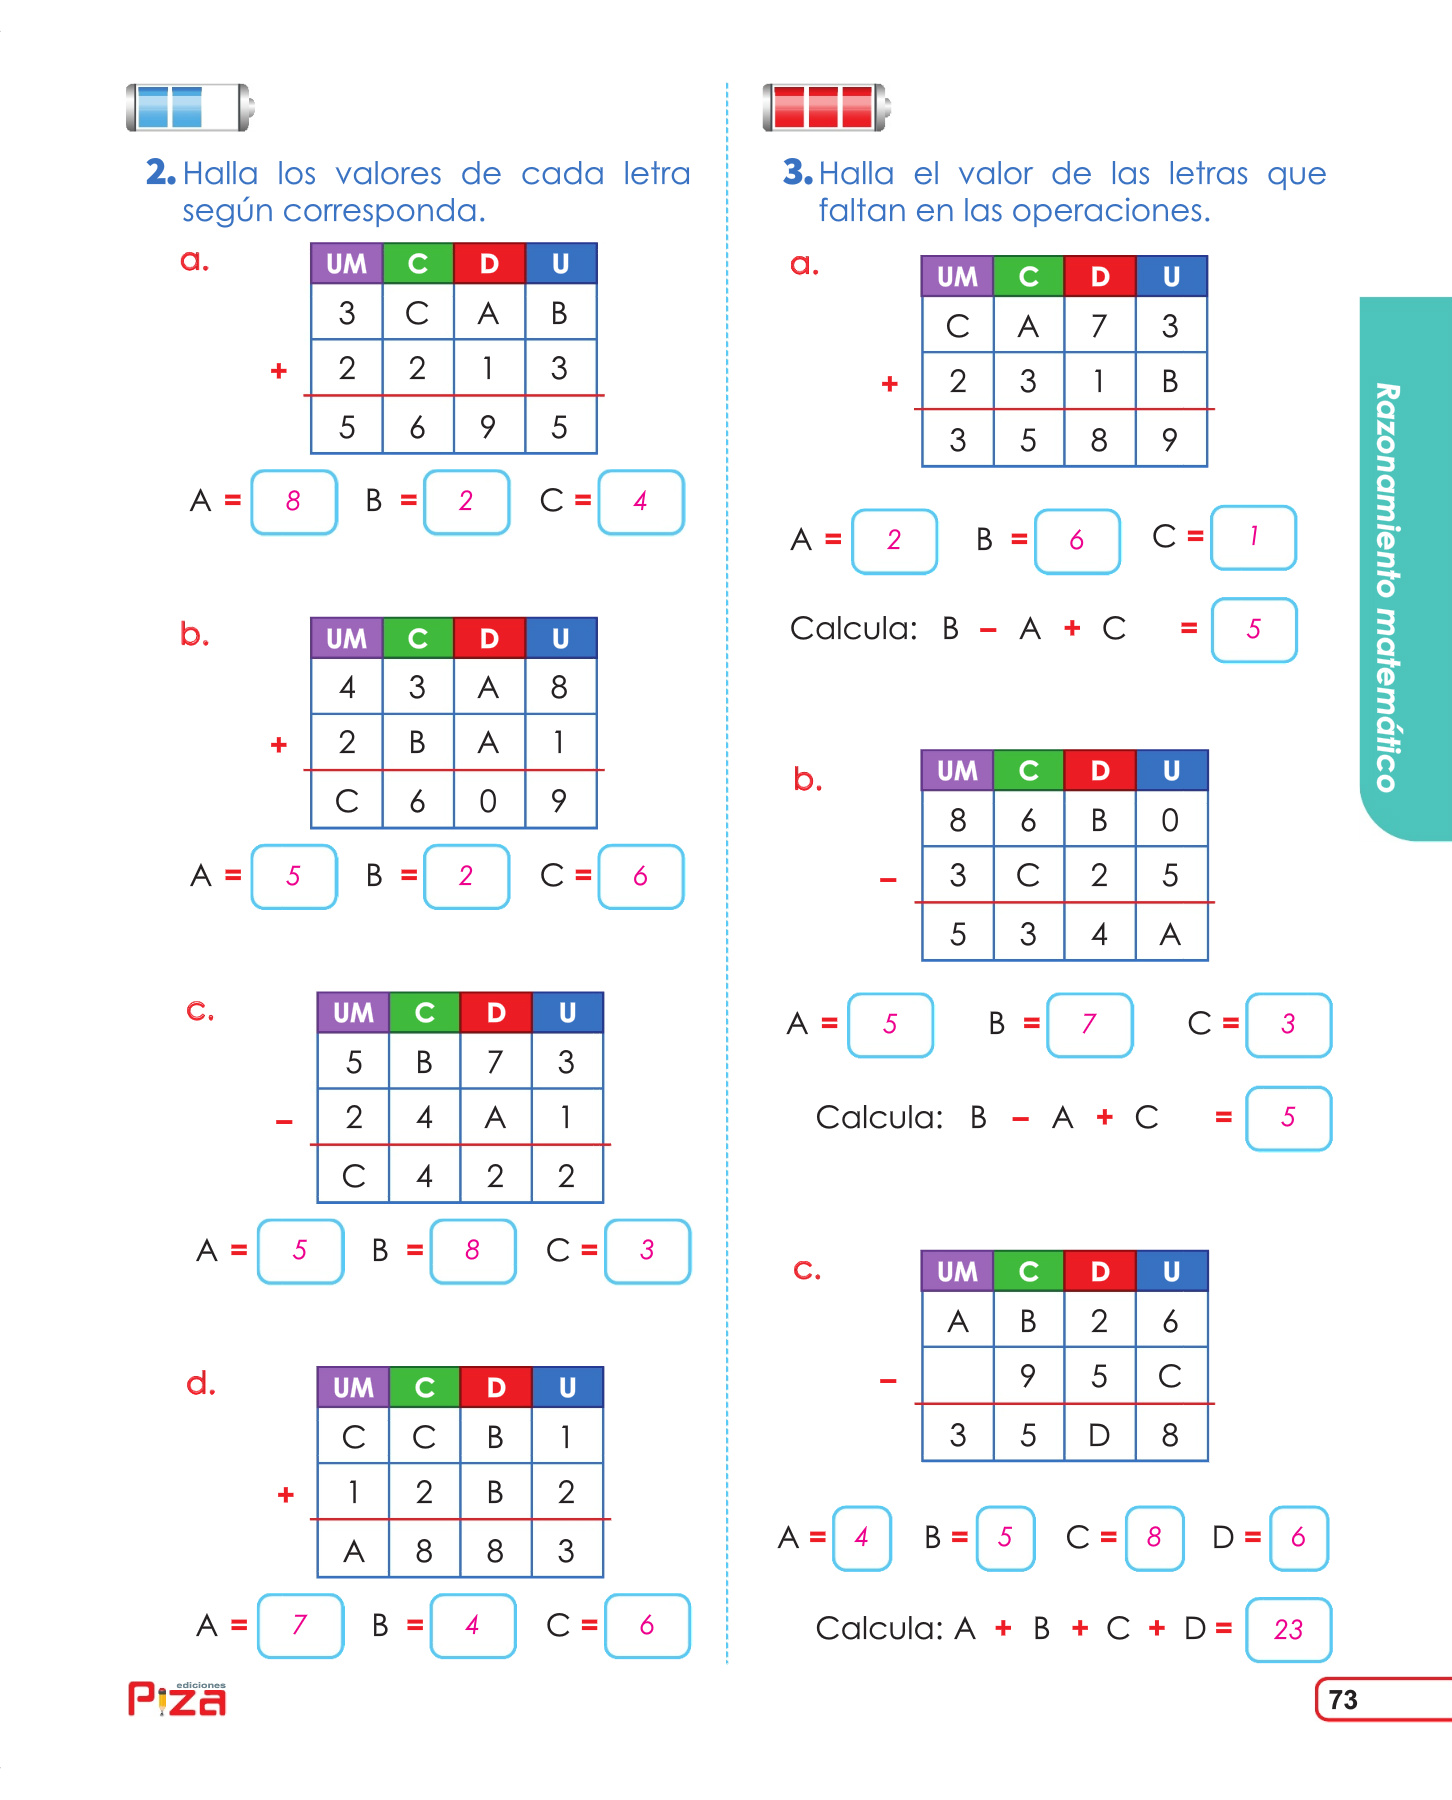 2. Halla los valores de cada letra
según corresponda.
a.
UM C D U
3 C A B
+ 2 2 1 3
5 6 9 5
A = 8 B = 2 C = 4
b.
UM C D U
4 3 A 8
+ 2 B A 1
C 6 0 9
A = 5 B = 2 C = 6
c.
UM C D U
5 B 7 3
– 2 4 A 1
C 4 2 2
A = 5 B = 8 C = 3
d.
UM C D U
C C B 1
+ 1 2 B 2
A 8 8 3
A = 7 B = 4 C = 6
3. Halla el valor de las letras que
faltan en las operaciones.
a.
UM C D U
C A 7 3
+ 2 3 1 B
3 5 8 9
A = 2 B = 6 C = 1
Calcula: B – A + C = 5
b.
UM C D U
8 6 B 0
– 3 C 2 5
5 3 4 A
A = 5 B = 7 C = 3
Calcula: B – A + C = 5
c.
UM C D U
A B 2 6
– 9 5 C
3 5 D 8
A = 4 B = 5 C = 8 D = 6
Calcula: A + B + C + D = 23
Razonamiento matemático
ediciones
Piza
73